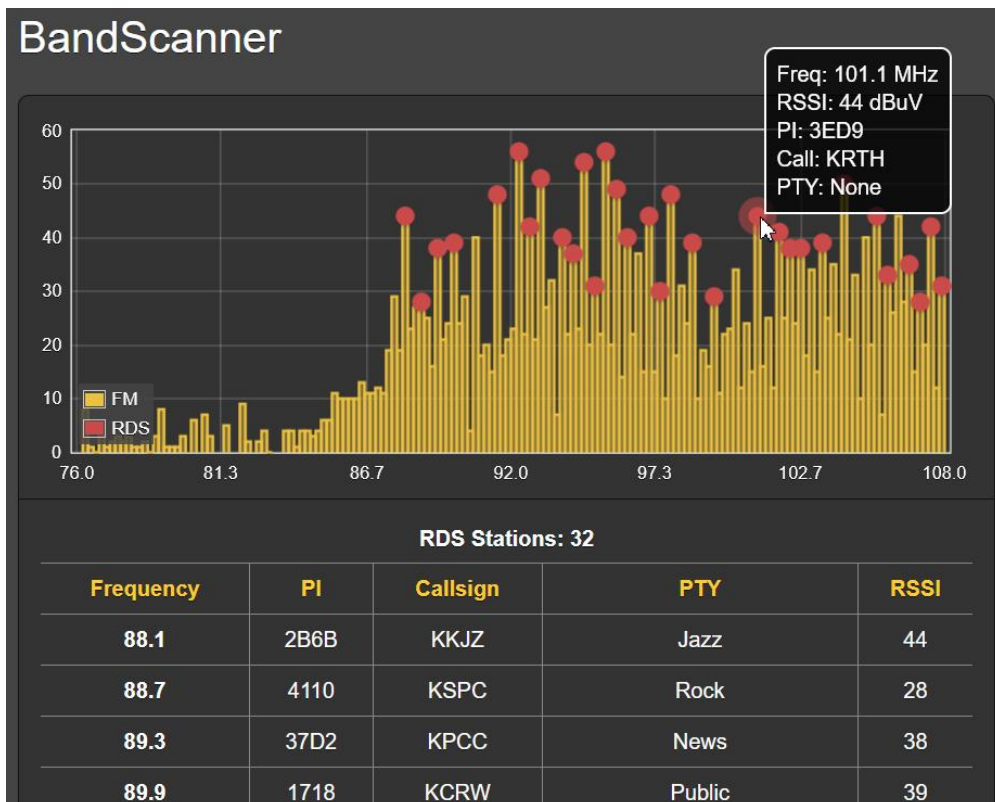 BandScanner
Freq: 101.1 MHz
RSSI: 44 dBuV
PI: 3ED9
Call: KRTH
PTY: None
60
50
40
30
20
10
0
FM
RDS
76.0 81.3 86.7 92.0 97.3 102.7 108.0
RDS Stations: 32
Frequency PI Callsign PTY RSSI
88.1 2B6B KKJZ Jazz 44
88.7 4110 KSPC Rock 28
89.3 37D2 KPCC News 38
89.9 1718 KCRW Public 39